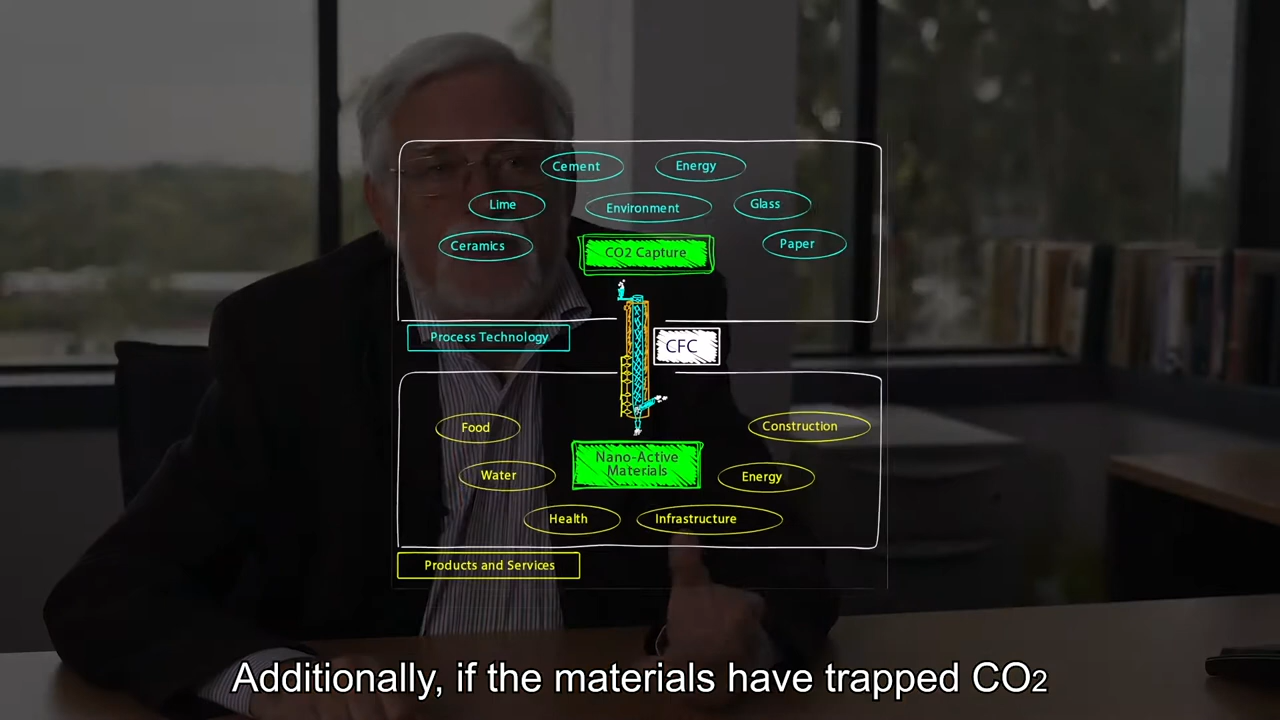 Cement
Energy
Lime
Environment
Glass
Ceramics
CO2 Capture
Paper
Process Technology
CFC
Food
Construction
Nano-Active
Materials
Water
Energy
Health
Infrastructure
Products and Services
Additionally, if the materials have trapped CO2